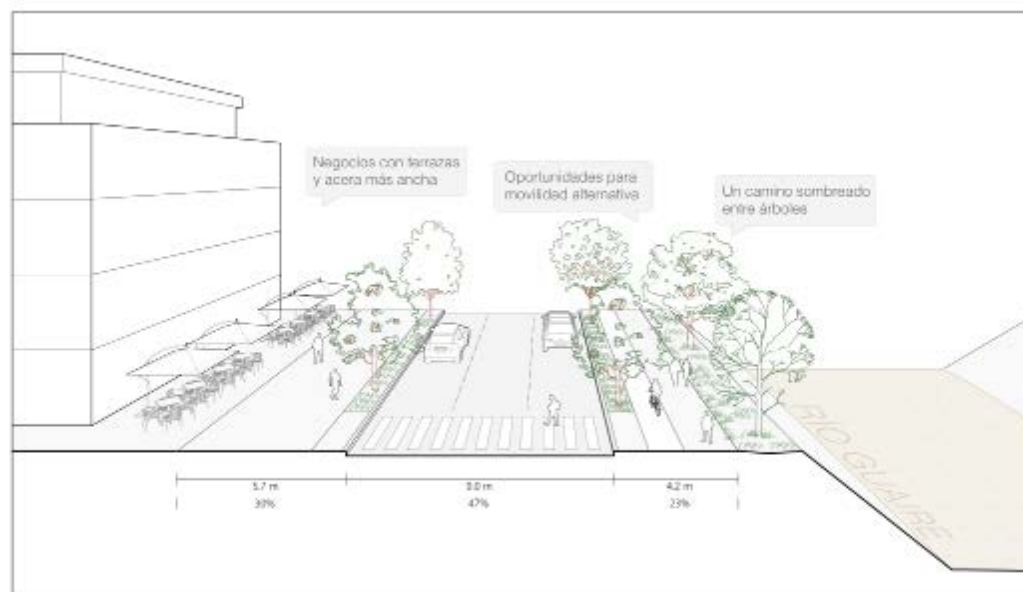 Negocios con terrazas
y acera más ancha
Oportunidades para
movilidad alternativa
Un camino sombreado
entre árboles
RIO GUAIRE
5.7 m
9.0 m
4.2 m
30%
47%
23%